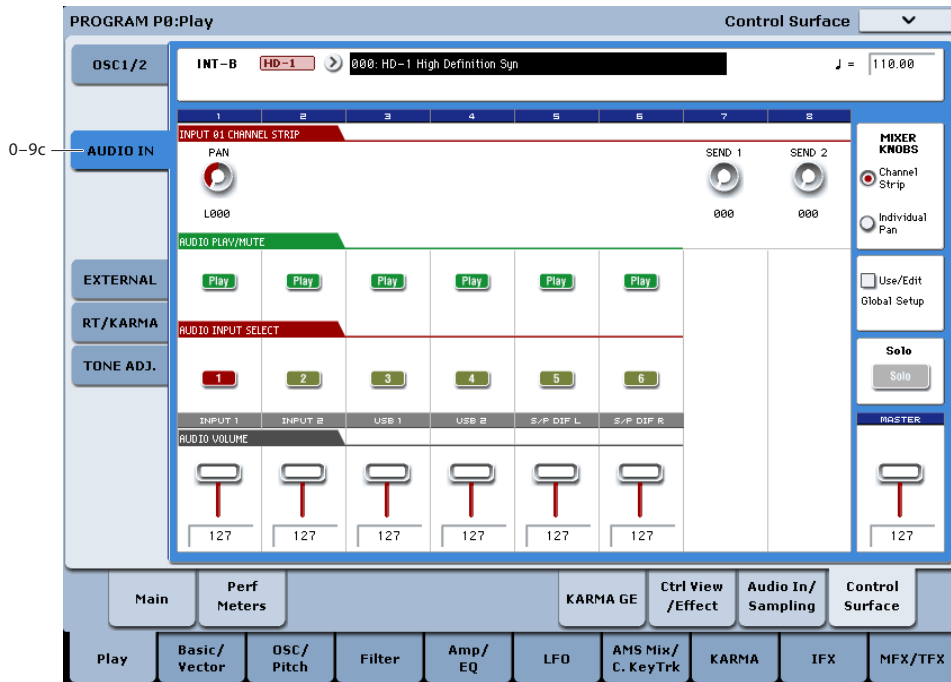 PROGRAM P0:Play Control Surface
OSC1/2
INT-B HD-1 000: HD-1 High Definition Syn ♩ = 110.00
1 2 3 4 5 6 7 8
INPUT 01 CHANNEL STRIP
0-9c
AUDIO IN
PAN SEND 1 SEND 2
L000 000 000
MIXER
KNOBS
Channel
Strip
Individual
Pan
AUDIO PLAY/MUTE
EXTERNAL
Play Play Play Play Play Play
Use/Edit
Global Setup
RT/KARMA
AUDIO INPUT SELECT
TONE ADJ.
1 2 3 4 5 6
Solo
Solo
INPUT 1 INPUT 2 USB 1 USB 2 S/P DIF L S/P DIF R
MASTER
AUDIO VOLUME
127 127 127 127 127 127 127
Main
Perf
Meters
KARMA GE
Ctrl View
/Effect
Audio In/
Sampling
Control
Surface
Play
Basic/
Vector
OSC/
Pitch
Filter
Amp/
EQ
LFO
AMS Mix/
C. KeyTrk
KARMA
IFX
MFX/TFX